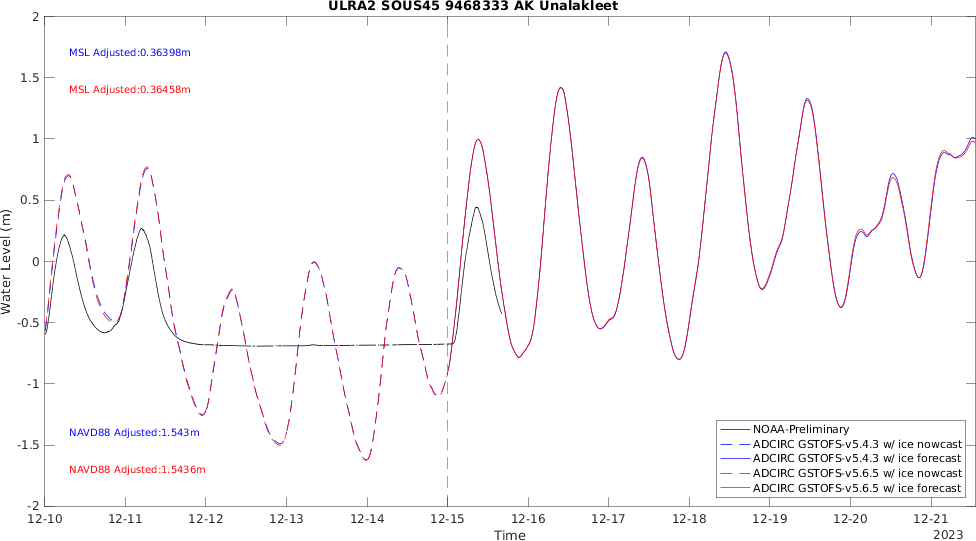 ULRA2 SOUS45 9468333 AK Unalakleet
2
1.5
1
0.5
0
-0.5
-1
-1.5
-2
Water Level (m)
MSL Adjusted:0.36398m
MSL Adjusted:0.36458m
NAVD88 Adjusted:1.543m
NAVD88 Adjusted:1.5436m
NOAA-Preliminary
ADCIRC GSTOFS-v5.4.3 w/ ice nowcast
ADCIRC GSTOFS-v5.4.3 w/ ice forecast
ADCIRC GSTOFS-v5.6.5 w/ ice nowcast
ADCIRC GSTOFS-v5.6.5 w/ ice forecast
12-10 12-11 12-12 12-13 12-14 12-15 12-16 12-17 12-18 12-19 12-20 12-21
Time
2023